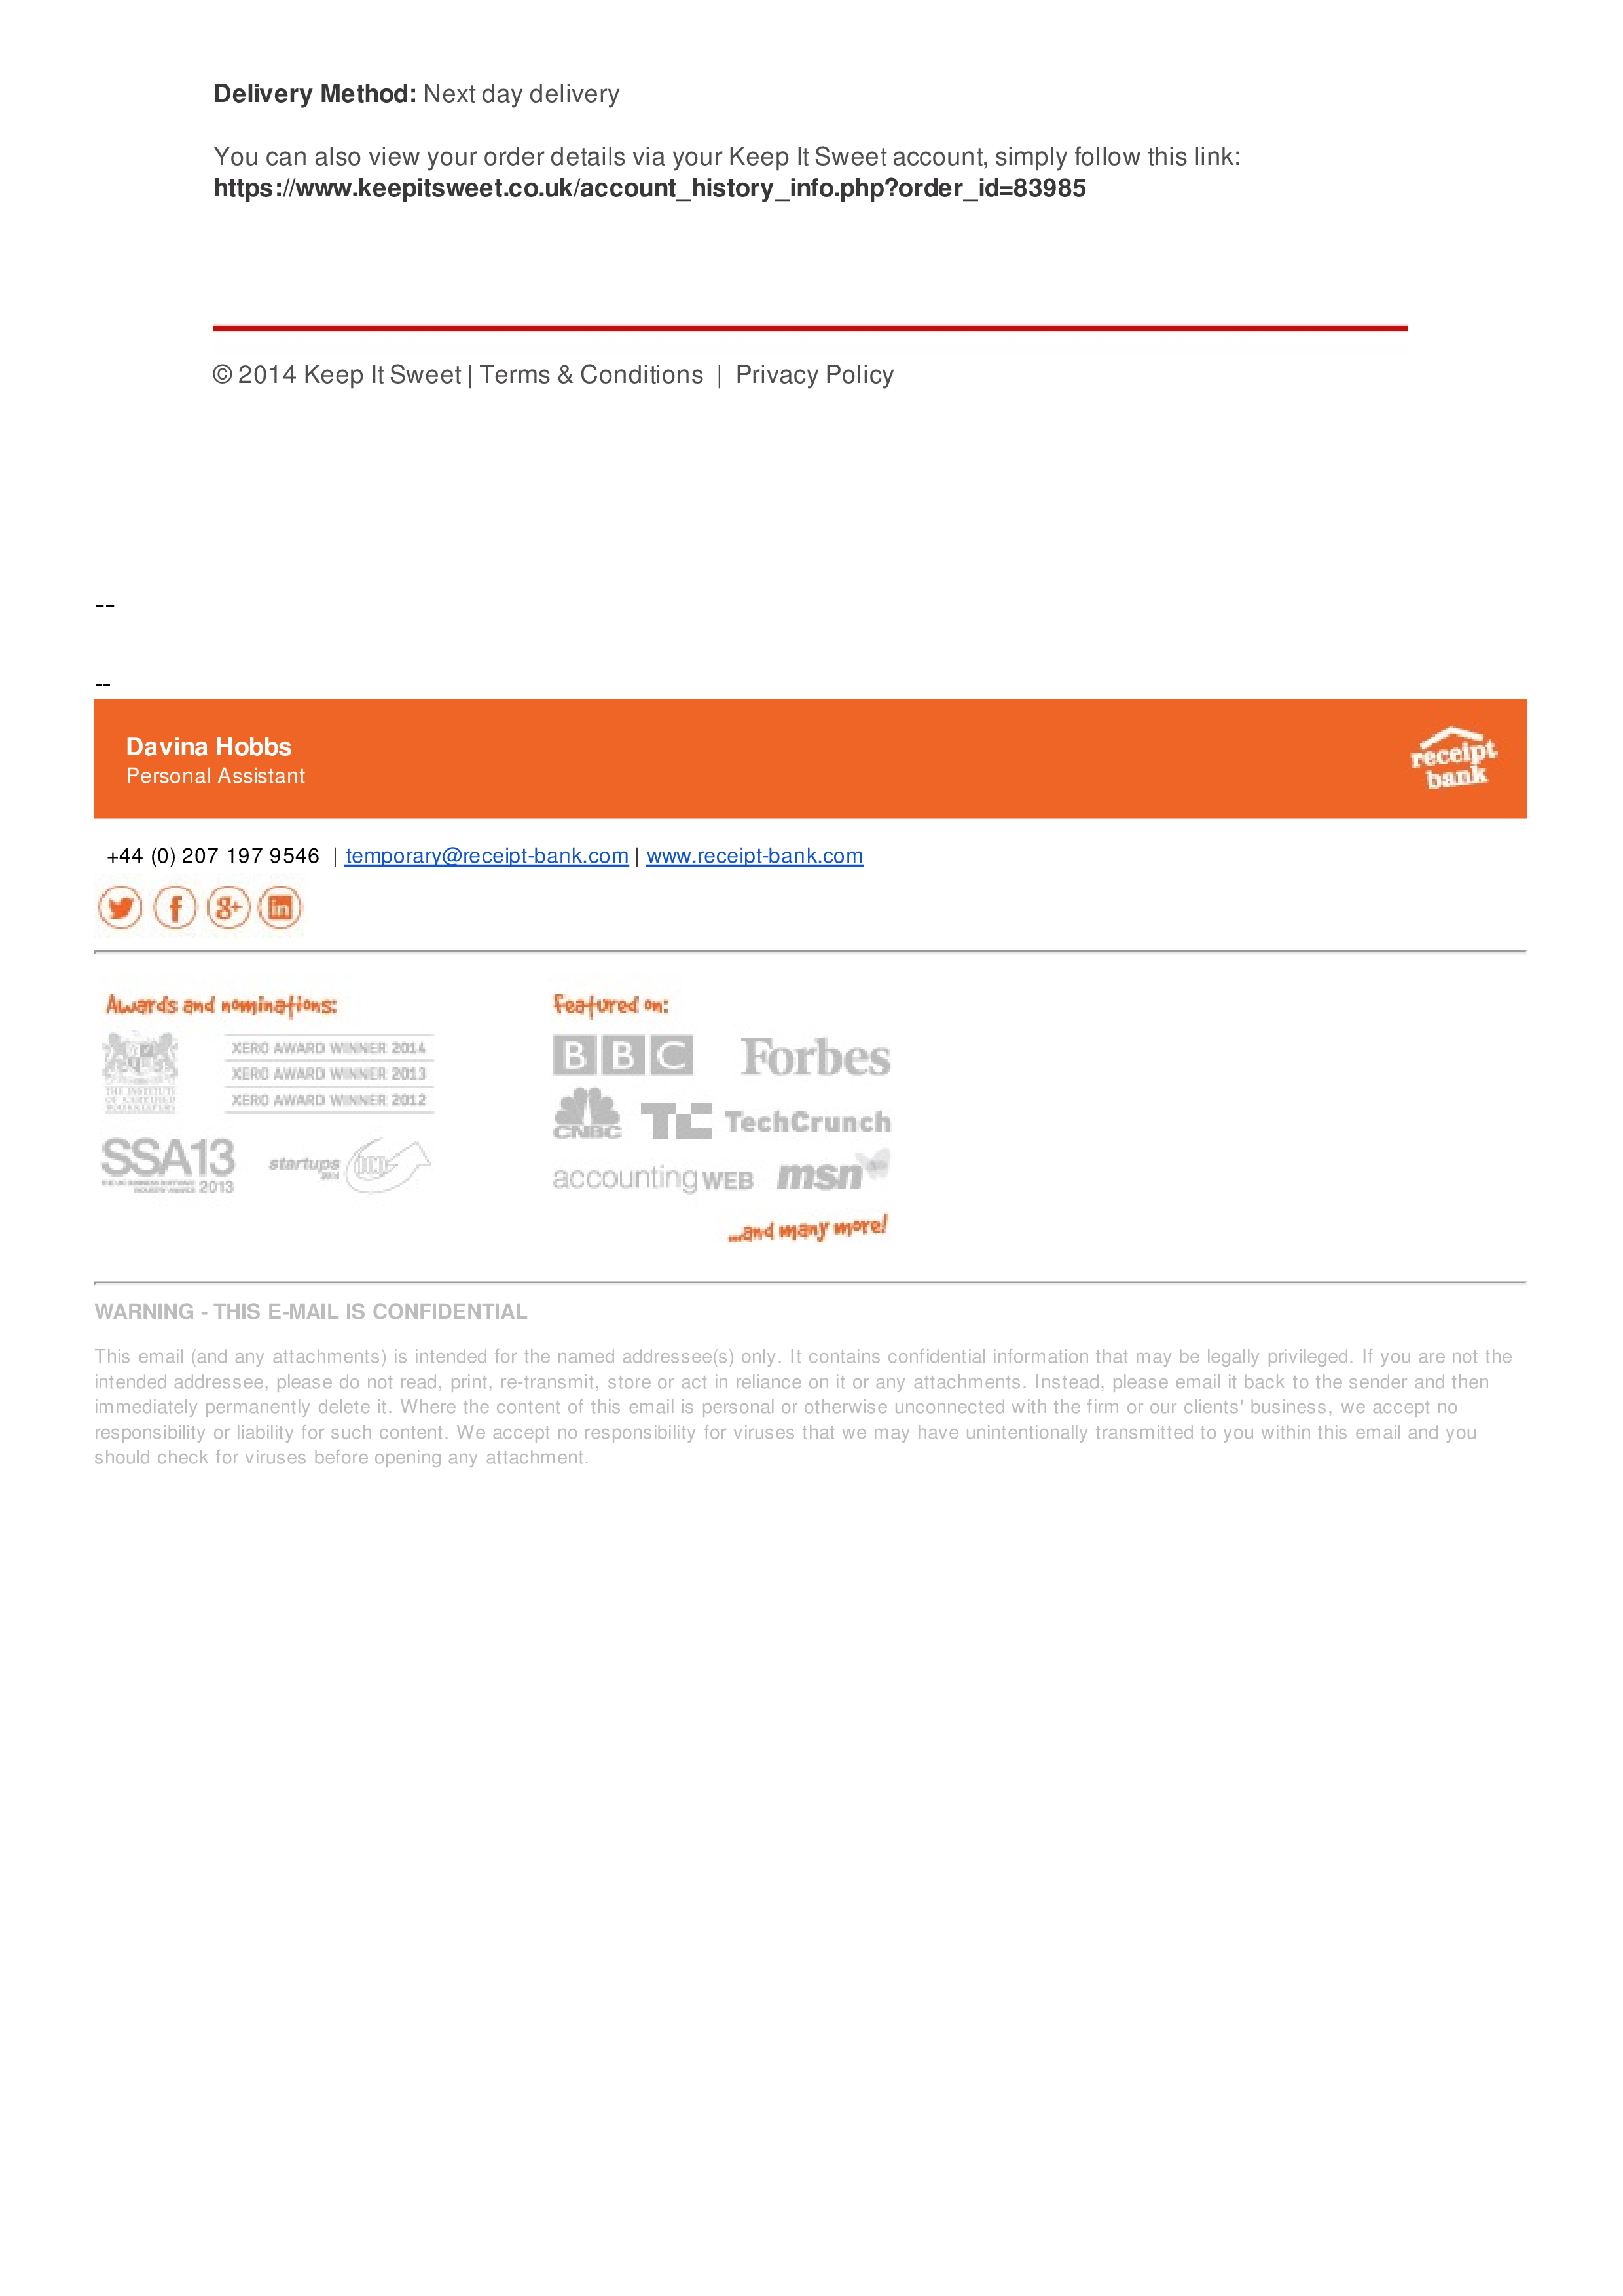 Delivery Method: Next day delivery
You can also view your order details via your Keep It Sweet account, simply follow this link:
https://www.keepitsweet.co.uk/account_history_info.php?order_id=83985
© 2014 Keep It Sweet | Terms & Conditions | Privacy Policy
--
--
Davina Hobbs
Personal Assistant
receipt
bank
+44 (0) 207 197 9546 | temporary@receipt-bank.com | www.receipt-bank.com
Awards and nominations:
THE INSTITUTE
OF CERTIFIED
BOOKKEEPERS
XERO AWARD WINNER 2014
XERO AWARD WINNER 2013
XERO AWARD WINNER 2012
SSA13
2013
startups
Featured on:
BBC Forbes
CNBC TC TechCrunch
accountingWEB msn
...and many more!
WARNING - THIS E-MAIL IS CONFIDENTIAL
This email (and any attachments) is intended for the named addressee(s) only. It contains confidential information that may be legally privileged. If you are not the
intended addressee, please do not read, print, re-transmit, store or act in reliance on it or any attachments. Instead, please email it back to the sender and then
immediately permanently delete it. Where the content of this email is personal or otherwise unconnected with the firm or our clients' business, we accept no
responsibility or liability for such content. We accept no responsibility for viruses that we may have unintentionally transmitted to you within this email and you
should check for viruses before opening any attachment.